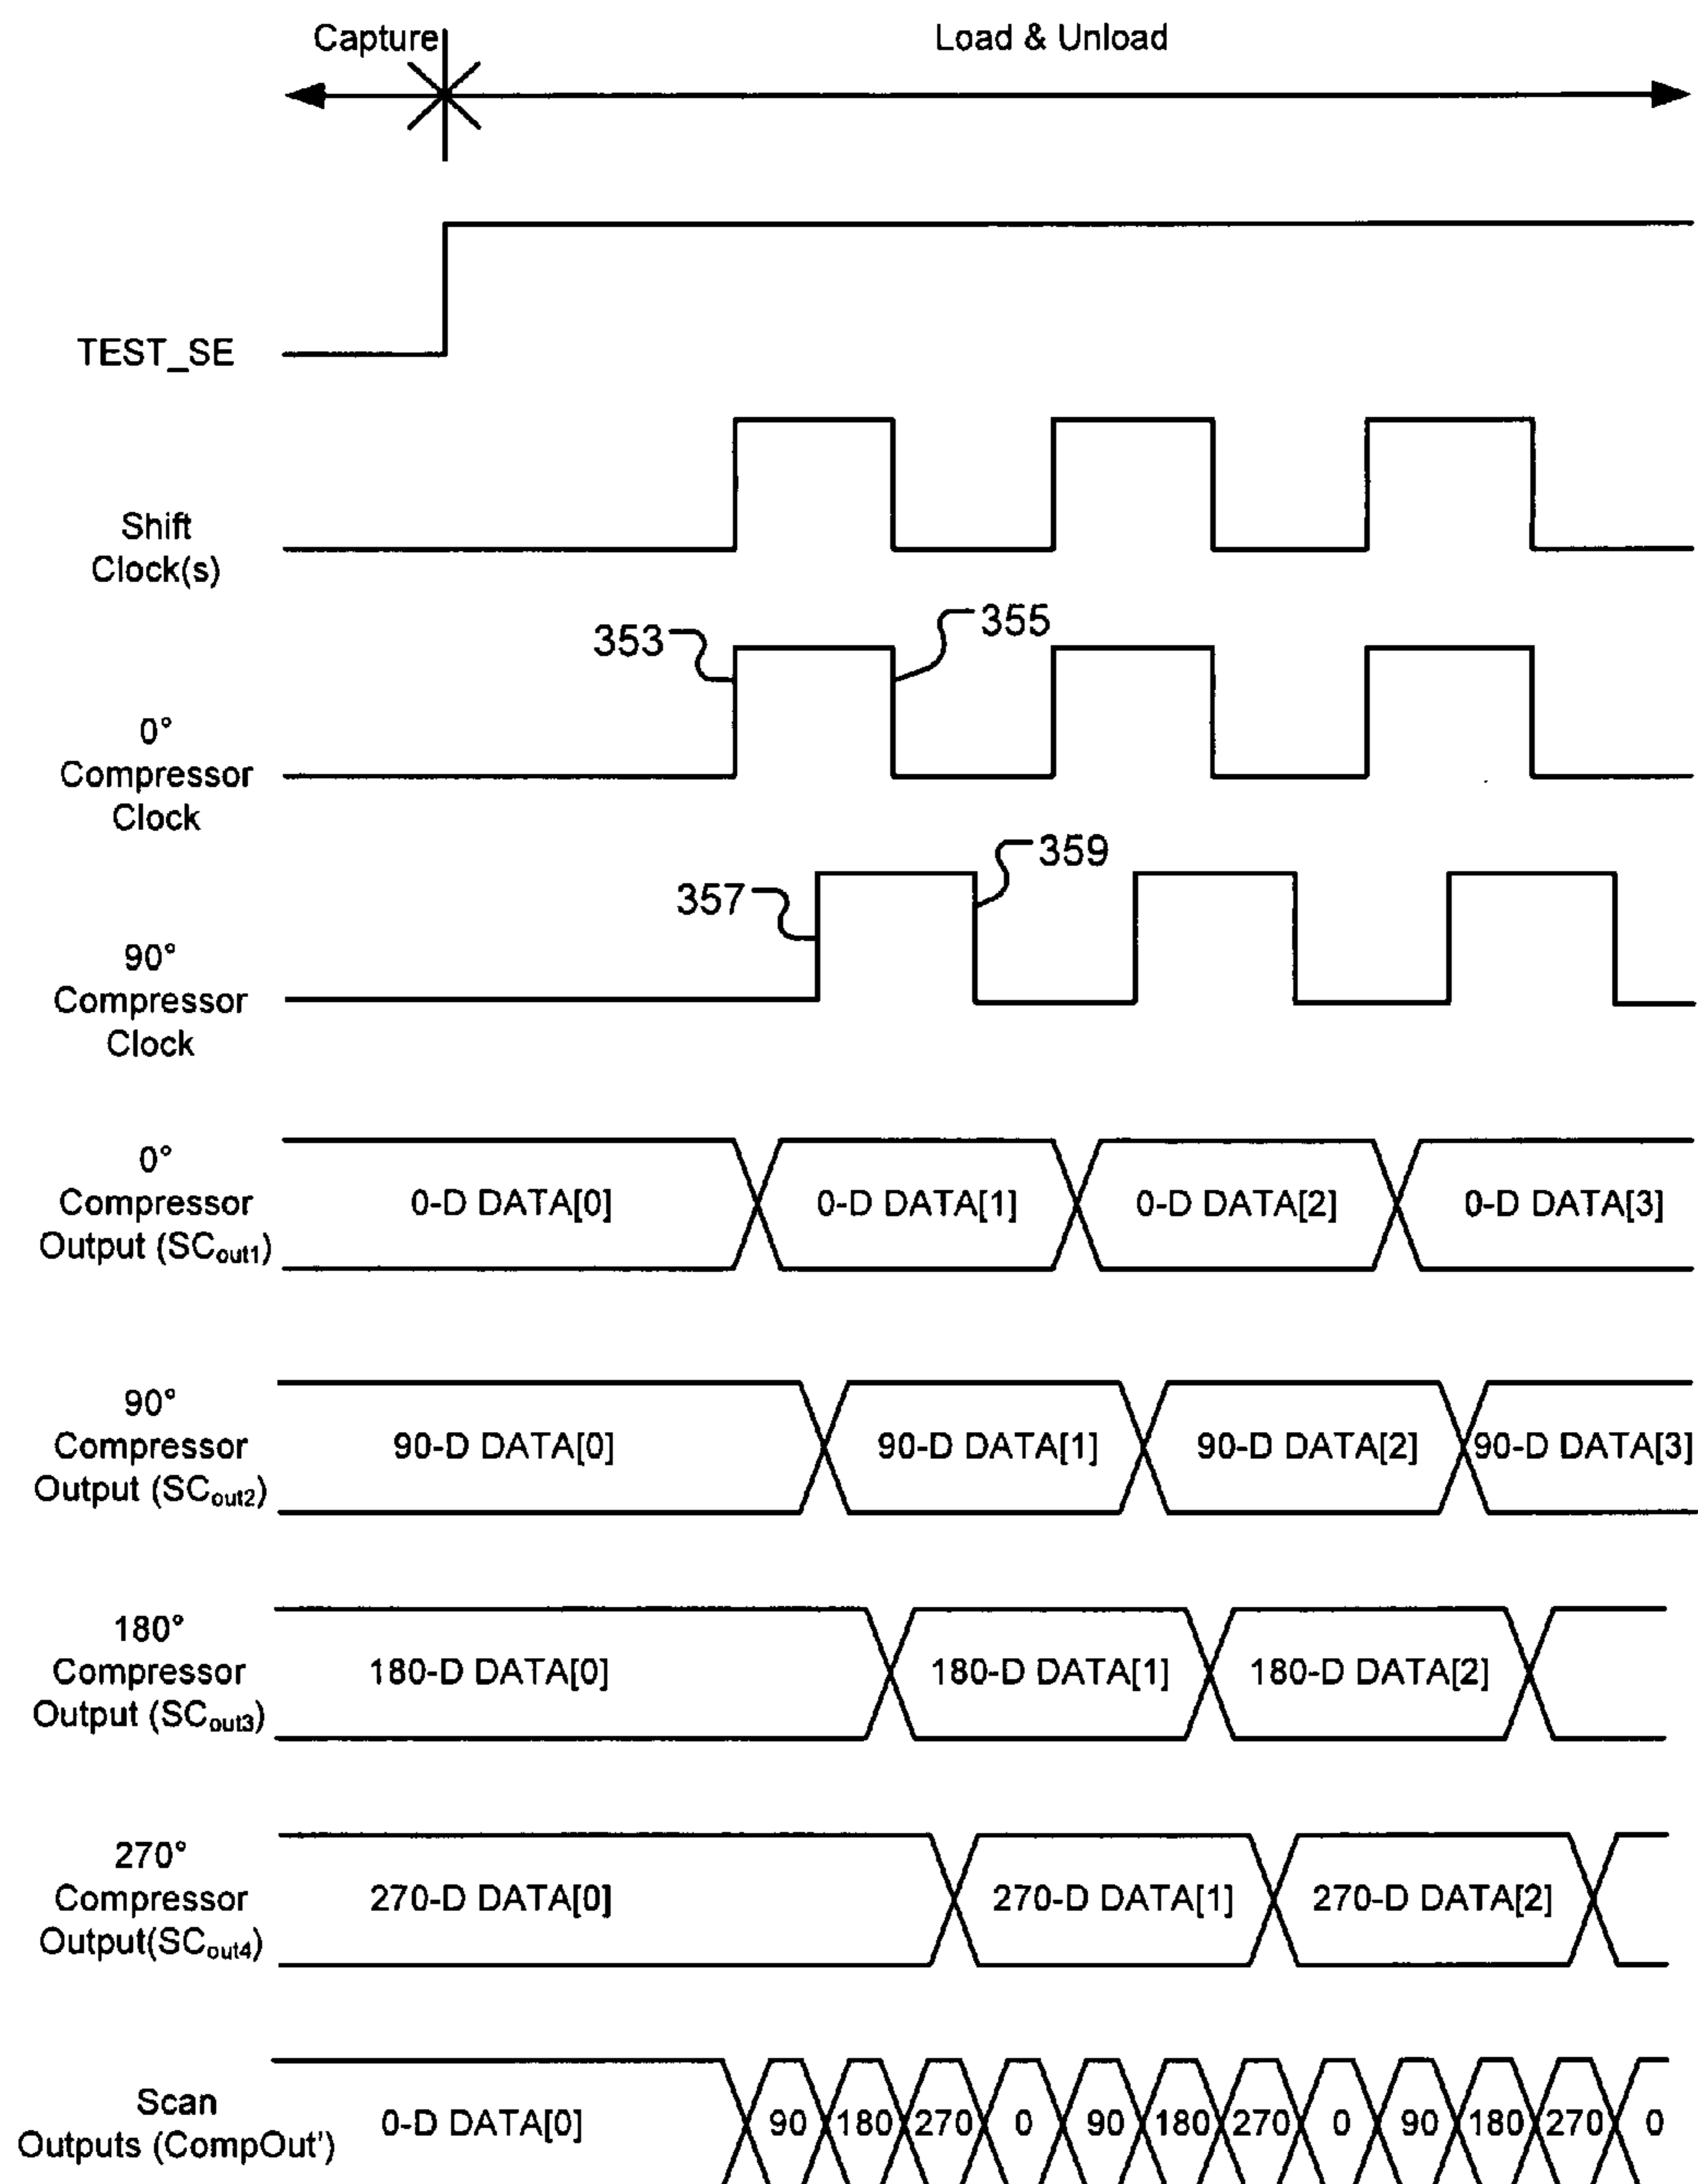 Capture
Load & Unload
TEST_SE
Shift
Clock(s)
353
355
0°
Compressor
Clock
357
359
90°
Compressor
Clock
0°
Compressor
Output (SCout1)
0-D DATA[0]
0-D DATA[1]
0-D DATA[2]
0-D DATA[3]
90°
Compressor
Output (SCout2)
90-D DATA[0]
90-D DATA[1]
90-D DATA[2]
90-D DATA[3]
180°
Compressor
Output (SCout3)
180-D DATA[0]
180-D DATA[1]
180-D DATA[2]
270°
Compressor
Output(SCout4)
270-D DATA[0]
270-D DATA[1]
270-D DATA[2]
Scan
Outputs (CompOut')
0-D DATA[0]
90 180 270 0 90 180 270 0 90 180 270 0